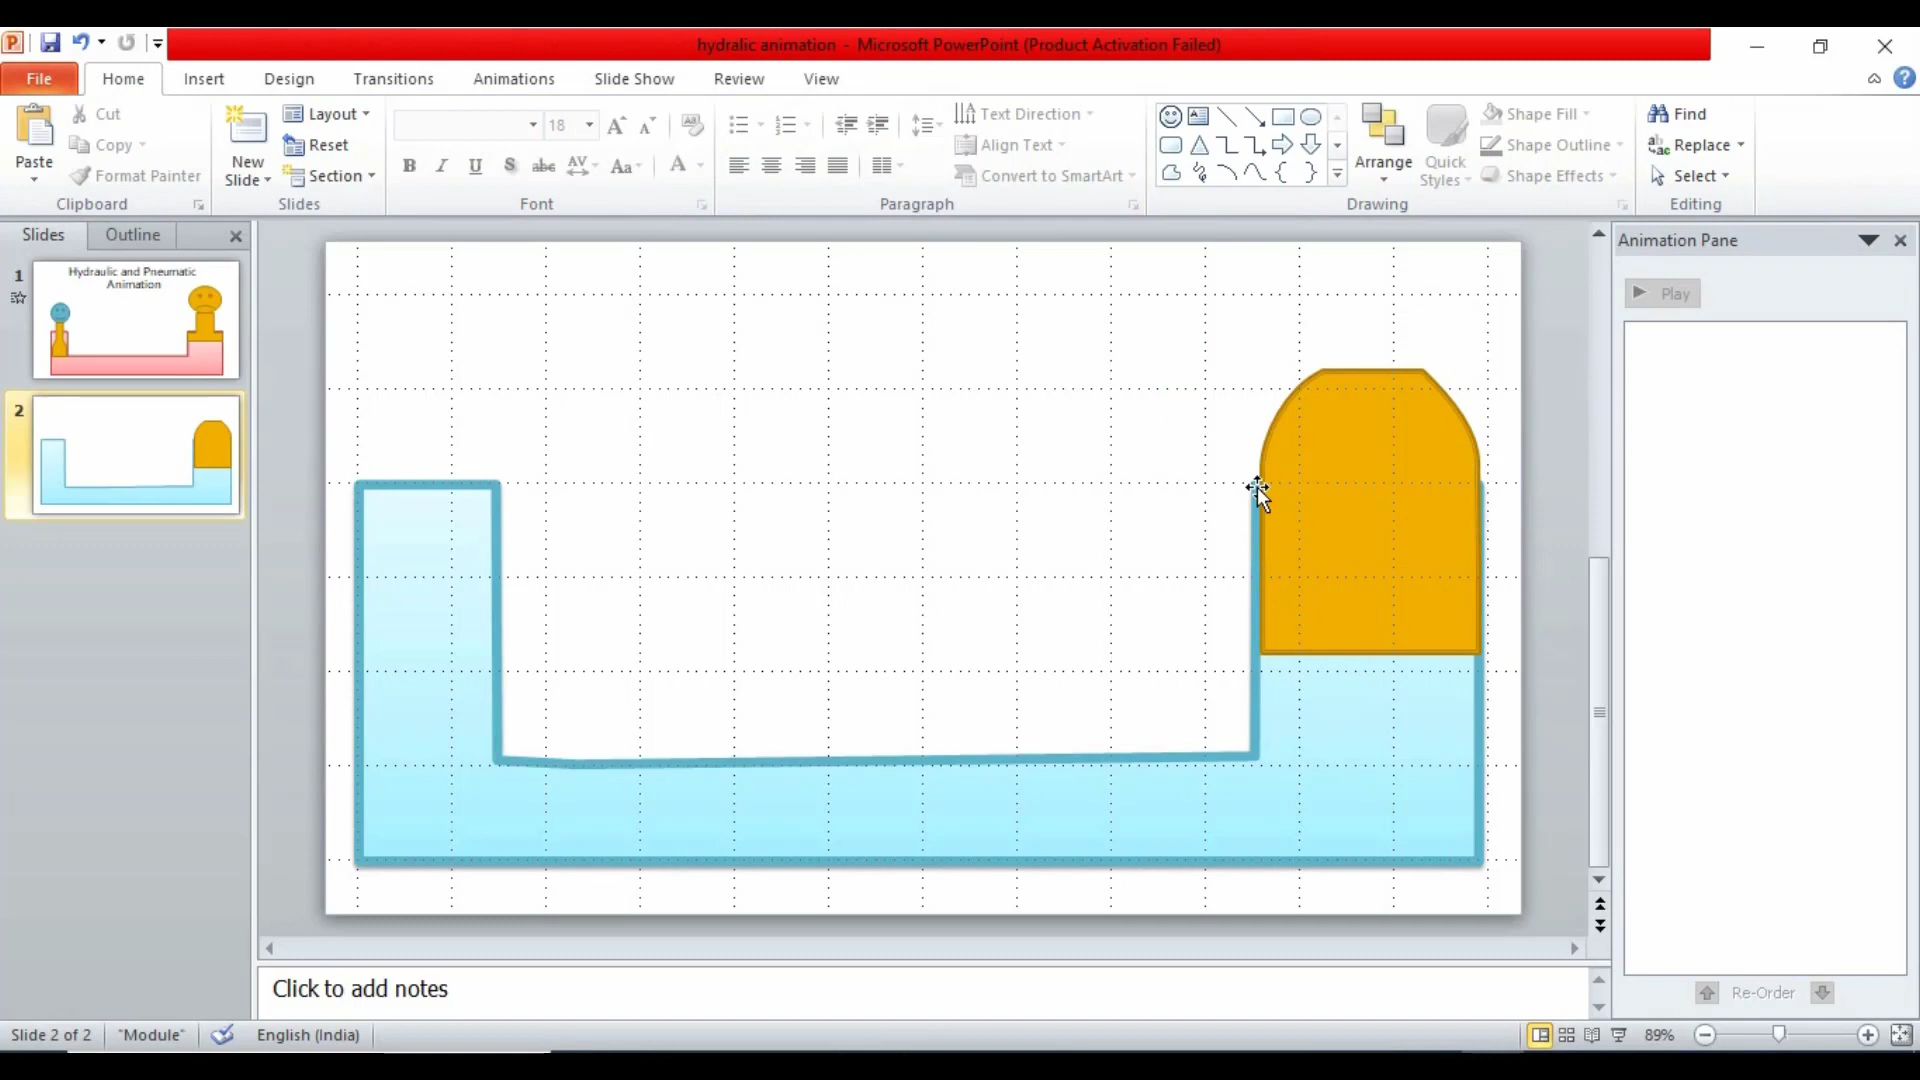 hydralic animation - Microsoft PowerPoint (Product Activation Failed)
File Home Insert Design Transitions Animations Slide Show Review View
Paste
Cut
Copy
Format Painter
Clipboard
New
Slide
Layout
Reset
Section
Slides
18
Font
Text Direction
Align Text
Convert to SmartArt
Paragraph
Arrange
Quick
Styles
Shape Fill
Shape Outline
Shape Effects
Drawing
Find
Replace
Select
Editing
Slides Outline
1
Hydraulic and Pneumatic
Animation
2
Animation Pane
Play
Re-Order
Click to add notes
Slide 2 of 2 "Module" English (India) 89%